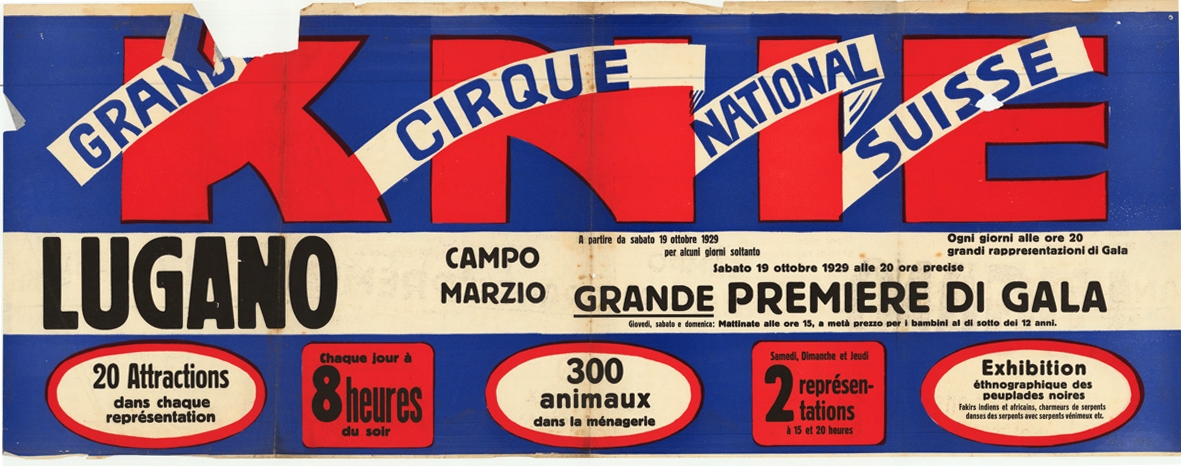 KNIE
GRAND CIRQUE NATIONAL SUISSE
LUGANO
CAMPO
MARZIO
A partire da sabato 19 ottobre 1929
per alcuni giorni soltanto
Ogni giorni alle ore 20
grandi rappresentazioni di Gala
Sabato 19 ottobre 1929 alle 20 ore precise
GRANDE PREMIERE DI GALA
Giovedi, sabato e domenica: Mattinate alle ore 15, a metà prezzo per i bambini al di sotto dei 12 anni.
20 Attractions
dans chaque
représentation
Chaque jour à
8 heures
du soir
300
animaux
dans la ménagerie
Samedi, Dimanche et Jeudi
2 représen-
tations
à 15 et 20 heures
Exhibition
éthnographique des
peuplades noires
Fakirs indiens et africains, charmeurs de serpents
danses des serpents avec serpents vénimeux etc.